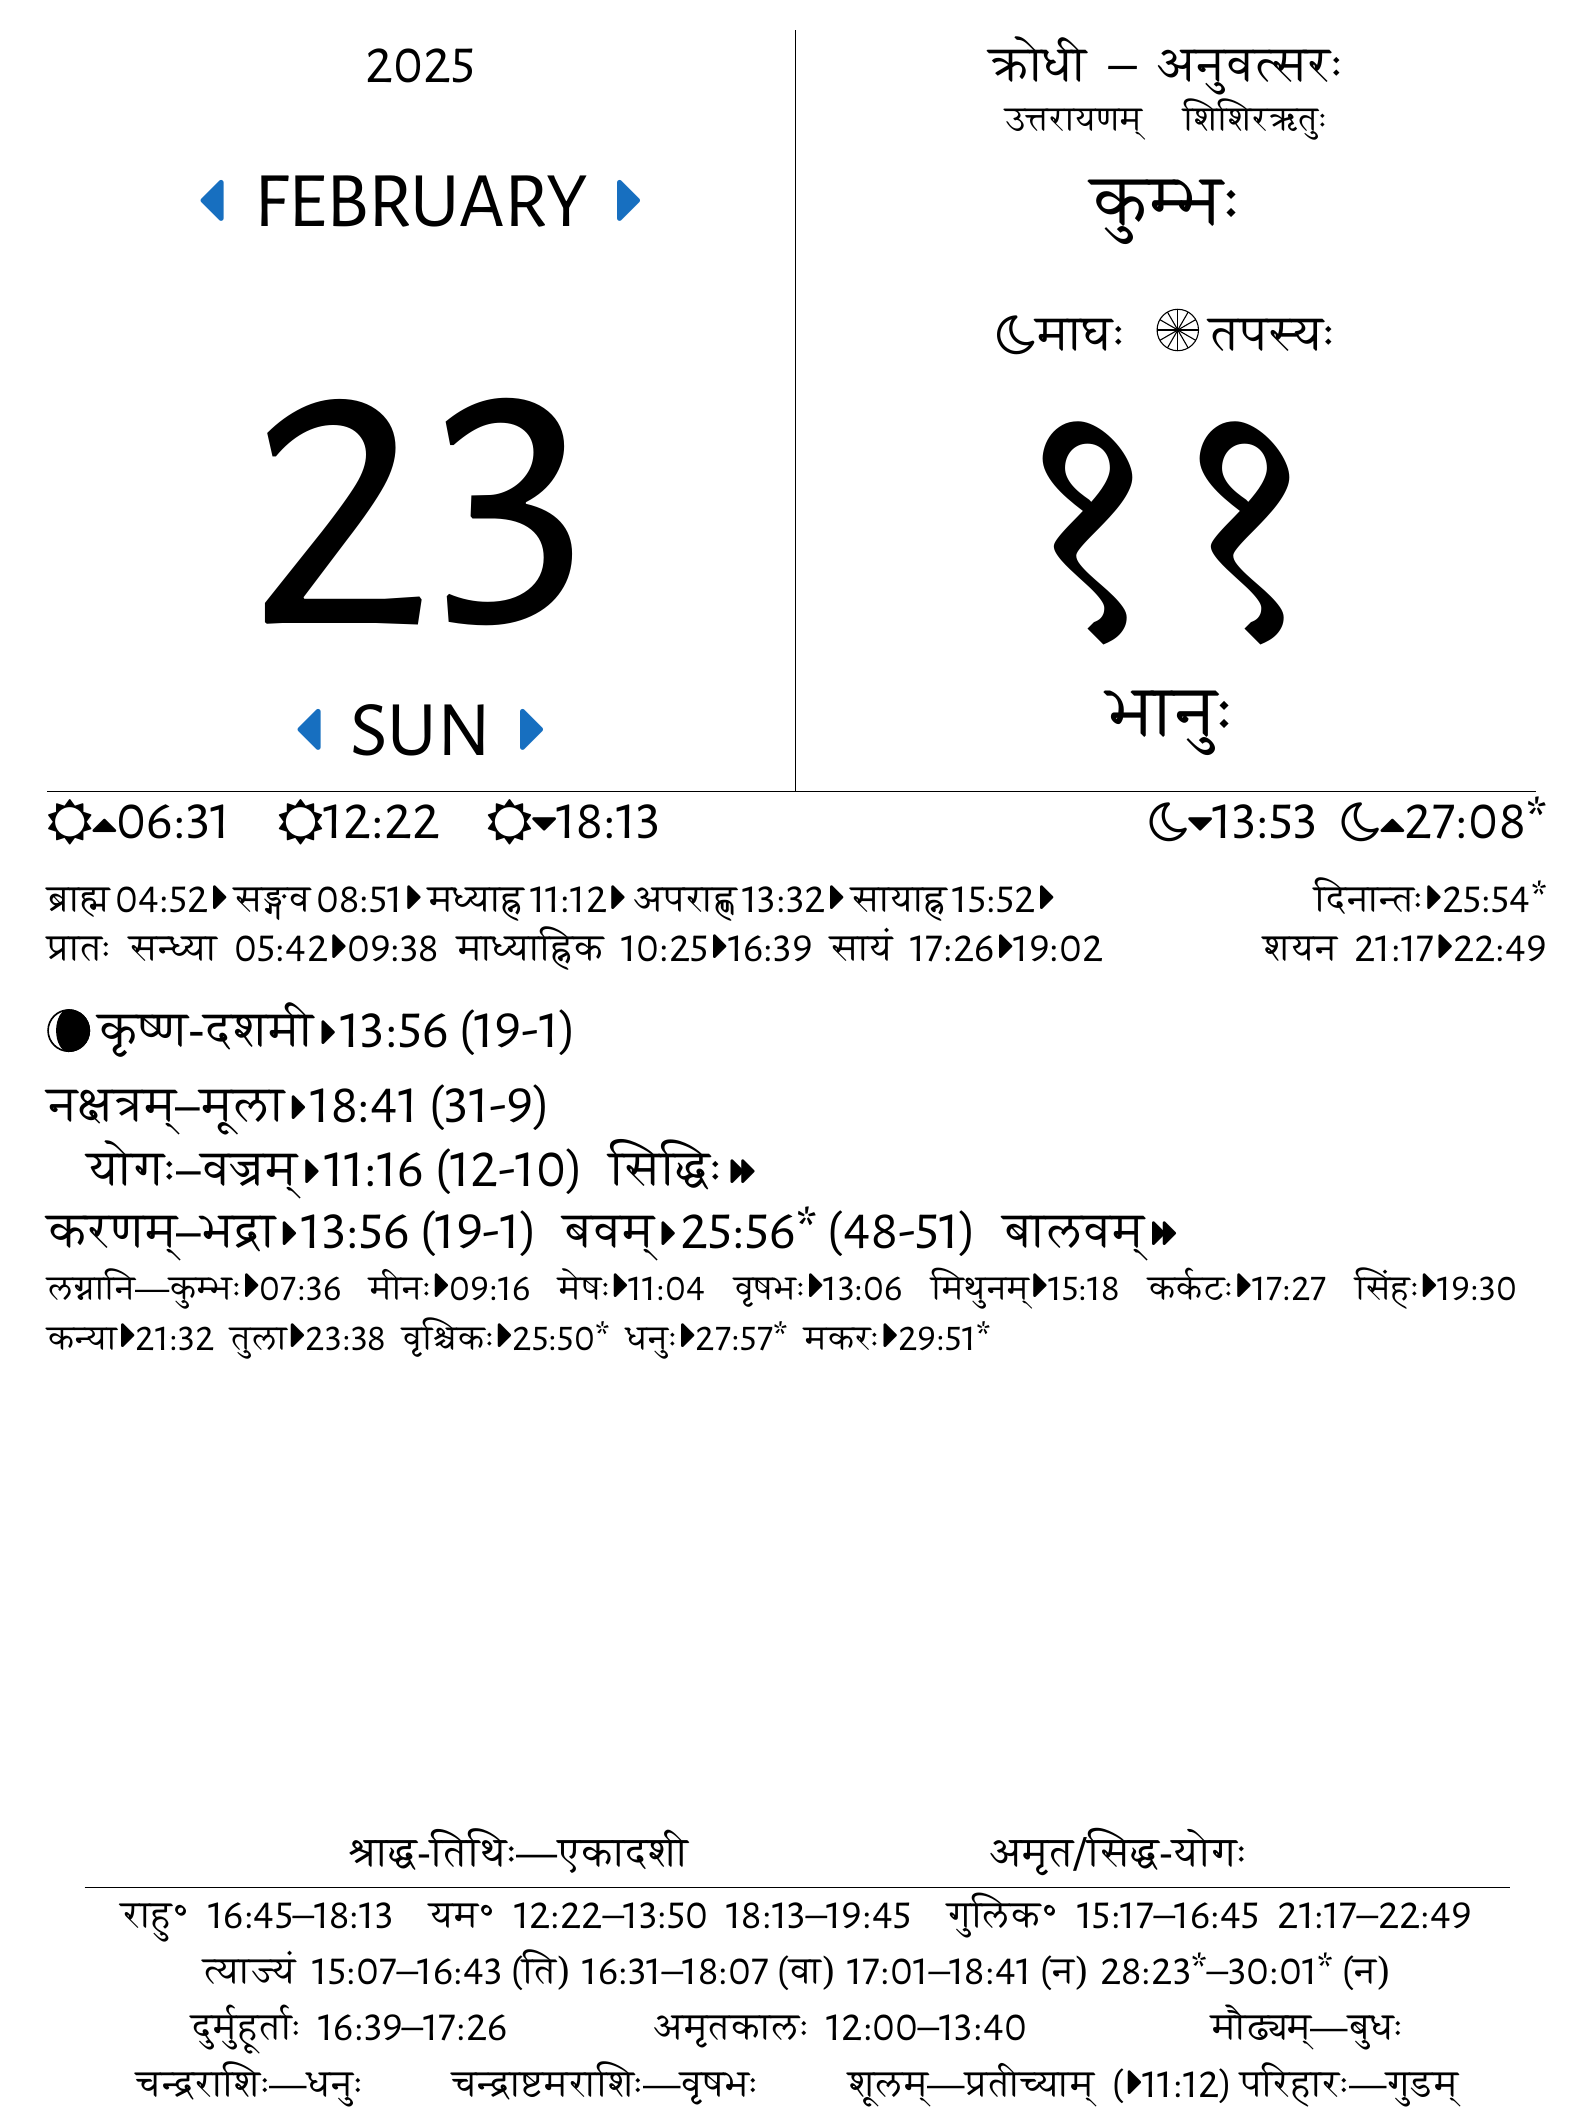 2025
FEBRUARY
23
SUN
क्रोधी – अनुवत्सरः
उत्तरायणम् शिशिरऋतुः
कुम्भः
माघः तपस्यः
११
भानुः
06:31 12:22 18:13 13:53 27:08*
ब्राह्म 04:52 सङ्गव 08:51 मध्याह्न 11:12 अपराह्ण 13:32 सायाह्न 15:52 दिनान्तः 25:54*
प्रातः सन्ध्या 05:42 09:38 माध्याह्निक 10:25 16:39 सायं 17:26 19:02 शयन 21:17 22:49
कृष्ण-दशमी 13:56 (19-1)
नक्षत्रम्–मूला 18:41 (31-9)
योगः–वज्रम् 11:16 (12-10) सिद्धिः
करणम्–भद्रा 13:56 (19-1) बवम् 25:56* (48-51) बालवम्
लग्नानि—कुम्भः 07:36 मीनः 09:16 मेषः 11:04 वृषभः 13:06 मिथुनम् 15:18 कर्कटः 17:27 सिंहः 19:30
कन्या 21:32 तुला 23:38 वृश्चिकः 25:50* धनुः 27:57* मकरः 29:51*
श्राद्ध-तिथिः—एकादशी अमृत/सिद्ध-योगः
राहु° 16:45–18:13 यम° 12:22–13:50 18:13–19:45 गुलिक° 15:17–16:45 21:17–22:49
त्याज्यं 15:07–16:43 (ति) 16:31–18:07 (वा) 17:01–18:41 (न) 28:23*–30:01* (न)
दुर्मुहूर्ताः 16:39–17:26 अमृतकालः 12:00–13:40 मौढ्यम्—बुधः
चन्द्रराशिः—धनुः चन्द्राष्टमराशिः—वृषभः शूलम्—प्रतीच्याम् (11:12) परिहारः—गुडम्